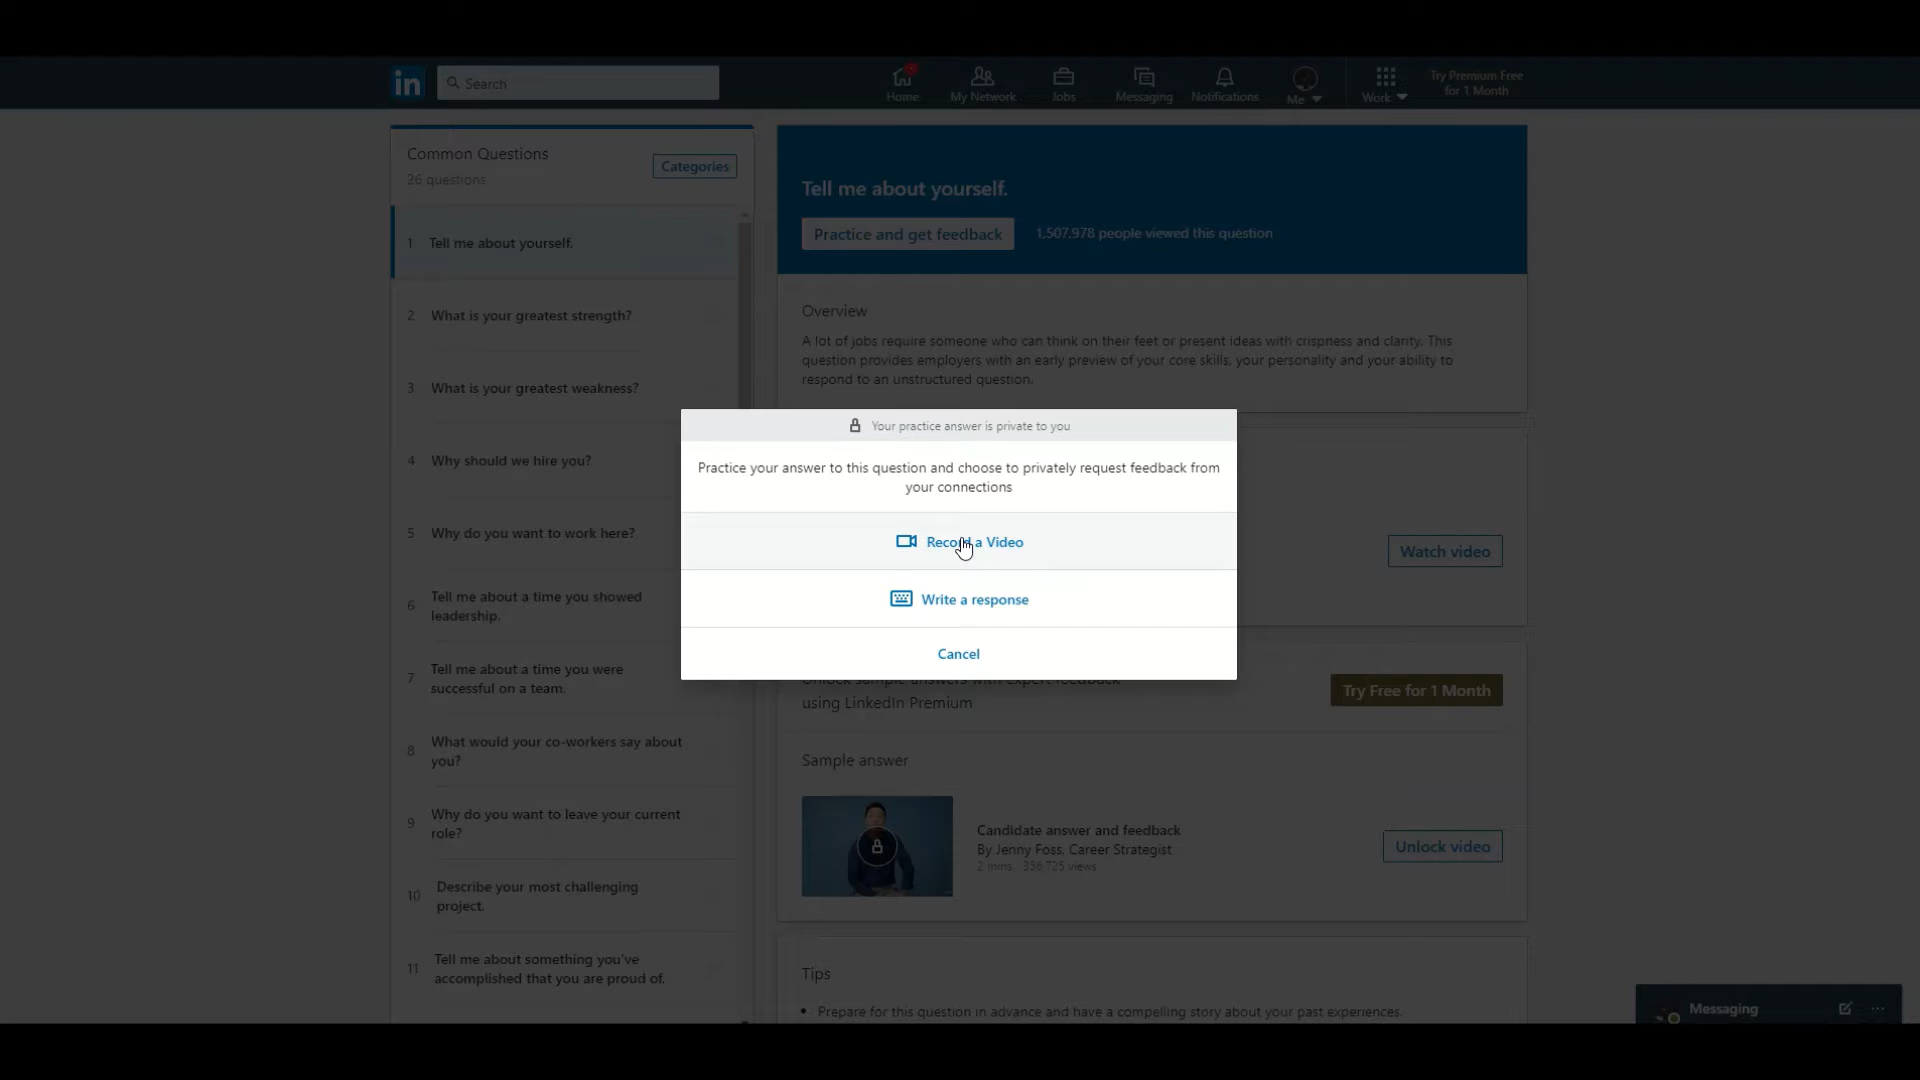 in
Search
Home
My Network
Jobs
Messaging
Notifications
Me
Work
Try Premium Free
for 1 Month
Common Questions
26 questions
Categories
1 Tell me about yourself.
2 What is your greatest strength?
3 What is your greatest weakness?
4 Why should we hire you?
5 Why do you want to work here?
6 Tell me about a time you showed
leadership.
7 Tell me about a time you were
successful on a team.
8 What would your co-workers say about
you?
9 Why do you want to leave your current
role?
10 Describe your most challenging
project.
11 Tell me about something you've
accomplished that you are proud of.
Tell me about yourself.
Practice and get feedback
1,507,978 people viewed this question
Overview
A lot of jobs require someone who can think on their feet or present ideas with crispness and clarity. This
question provides employers with an early preview of your core skills, your personality and your ability to
respond to an unstructured question.
Your practice answer is private to you
Practice your answer to this question and choose to privately request feedback from
your connections
Record a Video
Write a response
Cancel
Watch video
Unlock sample answers with expert feedback
using LinkedIn Premium
Try Free for 1 Month
Sample answer
Candidate answer and feedback
By Jenny Foss, Career Strategist
2 mins 356,725 views
Unlock video
Tips
• Prepare for this question in advance and have a compelling story about your past experiences.
Messaging